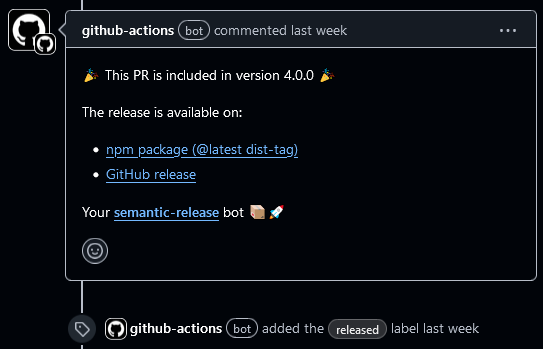 github-actions bot commented last week
🎉 This PR is included in version 4.0.0 🎉
The release is available on:
• npm package (@latest dist-tag)
• GitHub release
Your semantic-release bot 📦🚀
github-actions bot added the released label last week